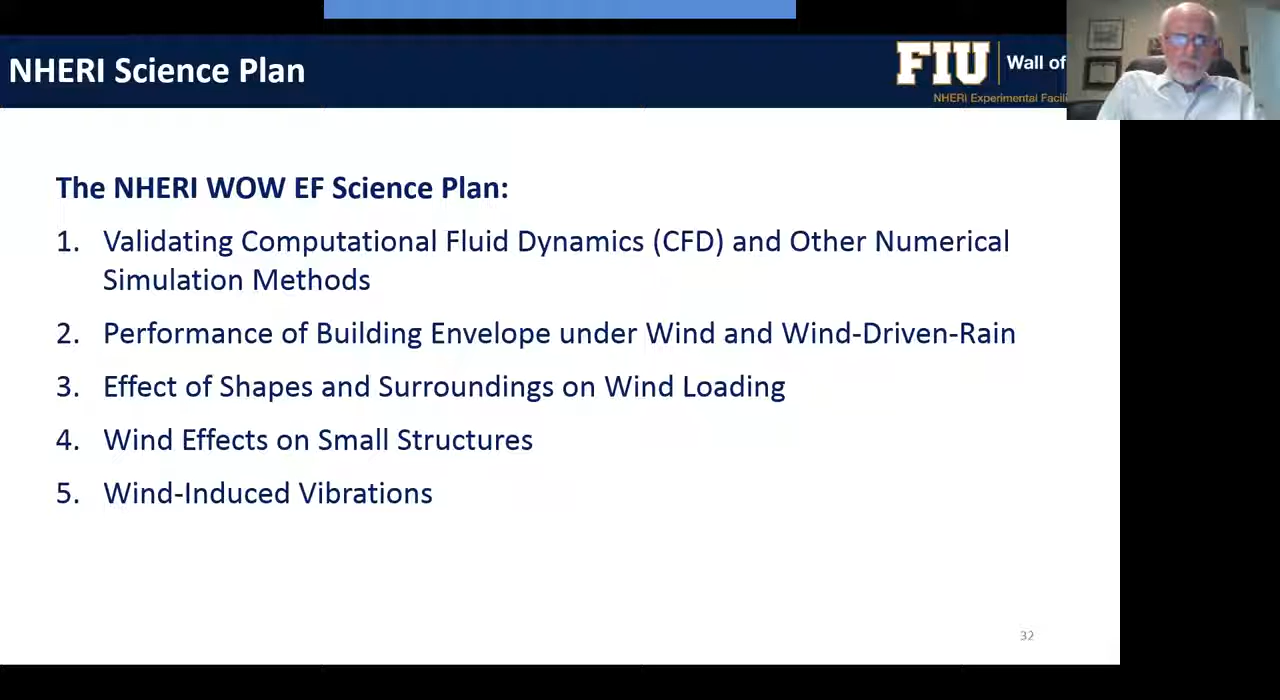 NHERI Science Plan
FIU Wall of
NHERI Experimental Facili
The NHERI WOW EF Science Plan:
1. Validating Computational Fluid Dynamics (CFD) and Other Numerical
Simulation Methods
2. Performance of Building Envelope under Wind and Wind-Driven-Rain
3. Effect of Shapes and Surroundings on Wind Loading
4. Wind Effects on Small Structures
5. Wind-Induced Vibrations
32